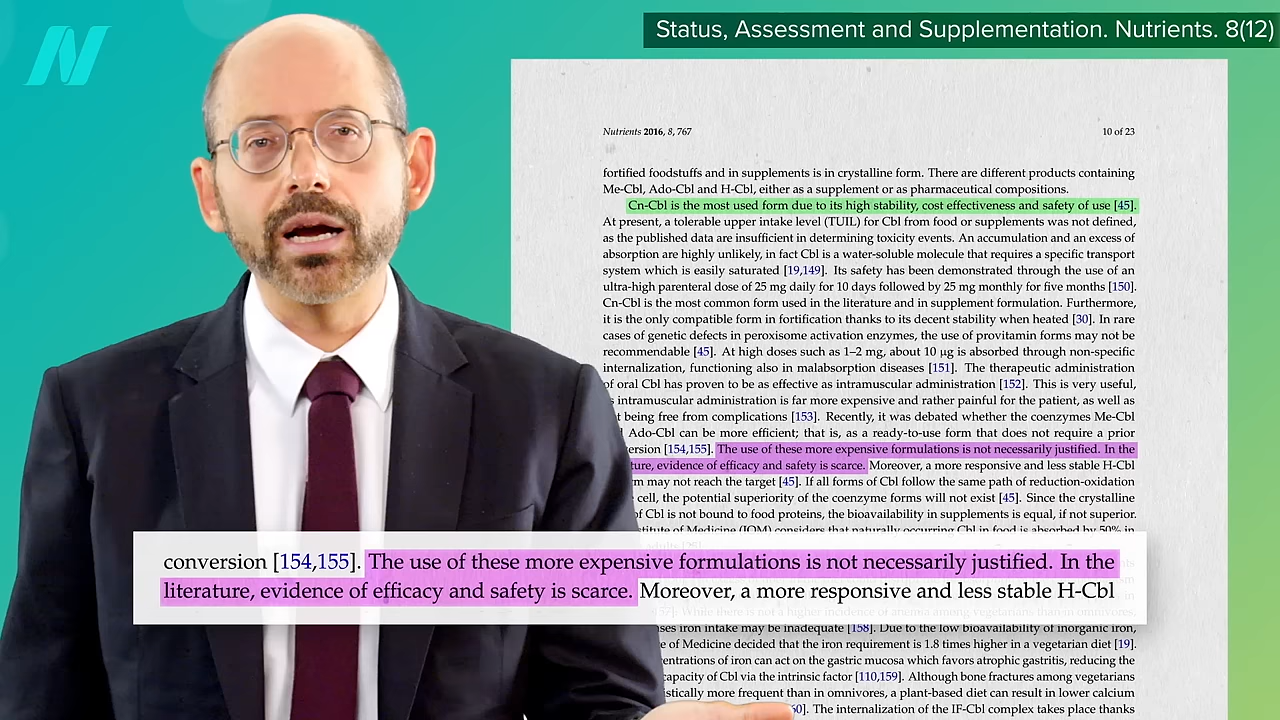 N
Status, Assessment and Supplementation. Nutrients. 8(12)
Nutrients 2016, 8, 767
10 of 23
fortified foodstuffs and in supplements is in crystalline form. There are different products containing
Me-Cbl, Ado-Cbl and H-Cbl, either as a supplement or as pharmaceutical compositions.
Cn-Cbl is the most used form due to its high stability, cost effectiveness and safety of use [45].
At present, a tolerable upper intake level (TUIL) for Cbl from food or supplements was not defined,
as the published data are insufficient in determining toxicity events. An accumulation and an excess of
absorption are highly unlikely, in fact Cbl is a water-soluble molecule that requires a specific transport
system which is easily saturated [19,149]. Its safety has been demonstrated through the use of an
ultra-high parenteral dose of 25 mg daily for 10 days followed by 25 mg monthly for five months [150].
Cn-Cbl is the most common form used in the literature and in supplement formulation. Furthermore,
it is the only compatible form in fortification thanks to its decent stability when heated [30]. In rare
cases of genetic defects in peroxisome activation enzymes, the use of provitamin forms may not be
recommendable [45]. At high doses such as 1–2 mg, about 10 µg is absorbed through non-specific
internalization, functioning also in malabsorption diseases [151]. The therapeutic administration
of oral Cbl has proven to be as effective as intramuscular administration [152]. This is very useful,
intramuscular administration is far more expensive and rather painful for the patient, as well as
being free from complications [153]. Recently, it was debated whether the coenzymes Me-Cbl
Ado-Cbl can be more efficient; that is, as a ready-to-use form that does not require a prior
ersion [154,155]. The use of these more expensive formulations is not necessarily justified. In the
ture, evidence of efficacy and safety is scarce. Moreover, a more responsive and less stable H-Cbl
may not reach the target [45]. If all forms of Cbl follow the same path of reduction-oxidation
cell, the potential superiority of the coenzyme forms will not exist [45]. Since the crystalline
of Cbl is not bound to food proteins, the bioavailability in supplements is equal, if not superior.
stitute of Medicine (IOM) considers that naturally occurring Cbl in food is absorbed by 50% in
conversion [154,155]. The use of these more expensive formulations is not necessarily justified. In the
literature, evidence of efficacy and safety is scarce. Moreover, a more responsive and less stable H-Cbl
ses iron intake may be inadequate [158]. Due to the low bioavailability of inorganic iron,
e of Medicine decided that the iron requirement is 1.8 times higher in a vegetarian diet [19].
entrations of iron can act on the gastric mucosa which favors atrophic gastritis, reducing the
capacity of Cbl via the intrinsic factor [110,159]. Although bone fractures among vegetarians
istically more frequent than in omnivores, a plant-based diet can result in lower calcium
60]. The internalization of the IF-Cbl complex takes place thanks